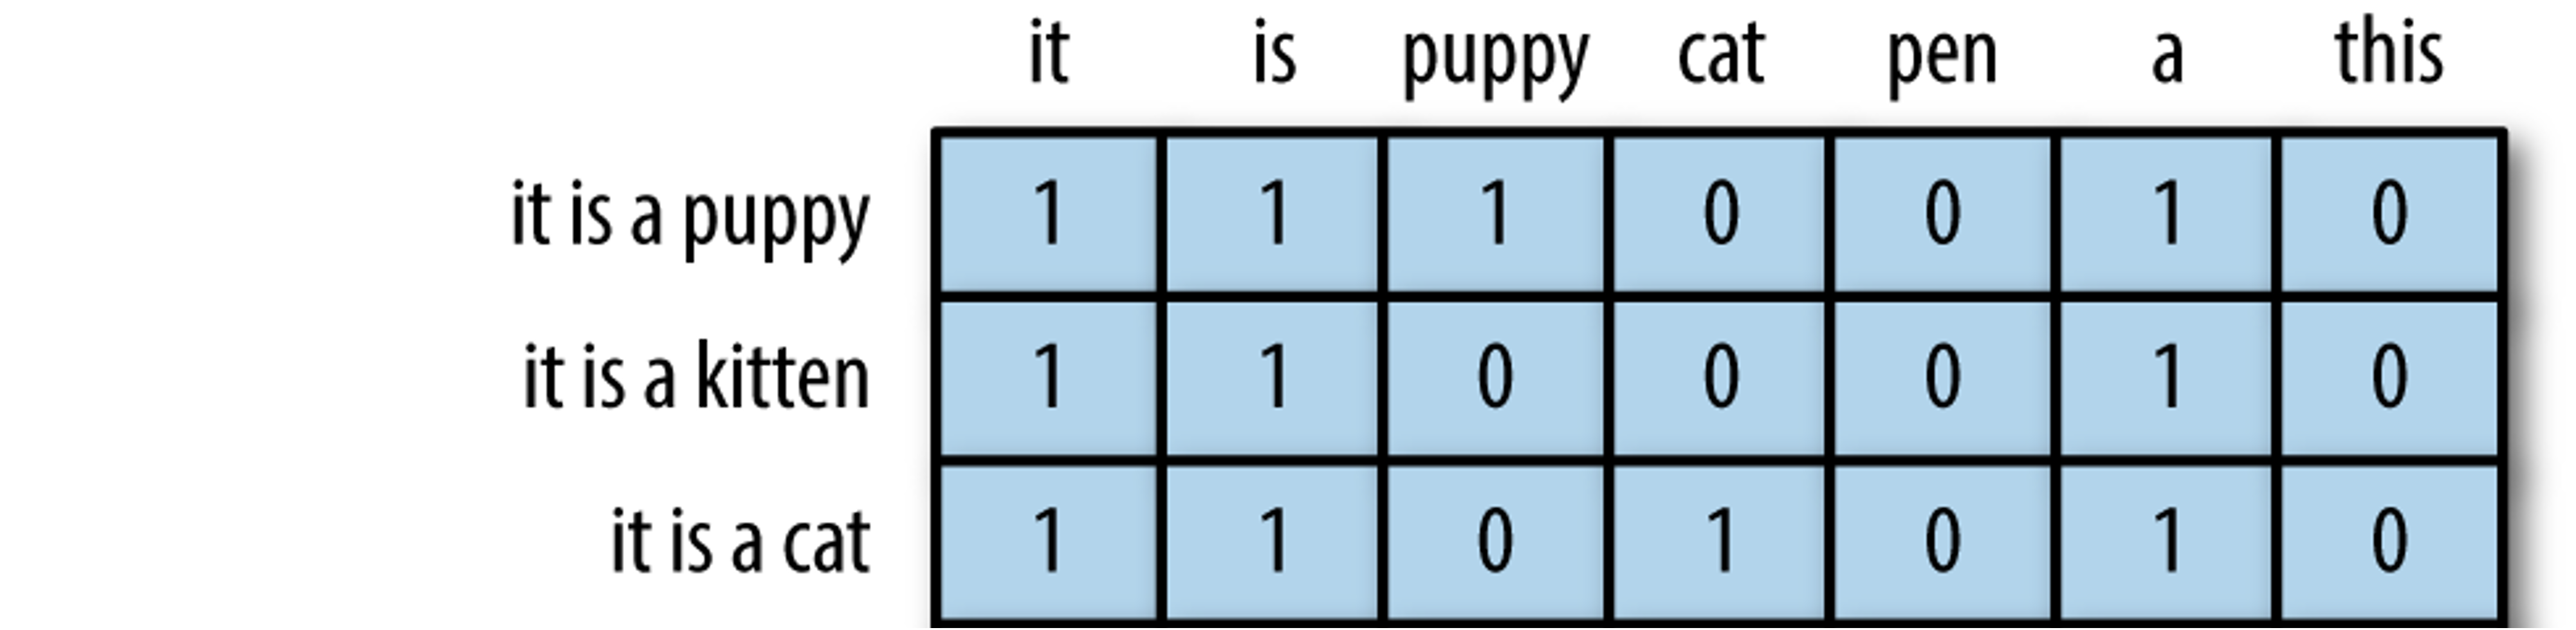 it is puppy cat pen a this
it is a puppy 1 1 1 0 0 1 0
it is a kitten 1 1 0 0 0 1 0
it is a cat 1 1 0 1 0 1 0